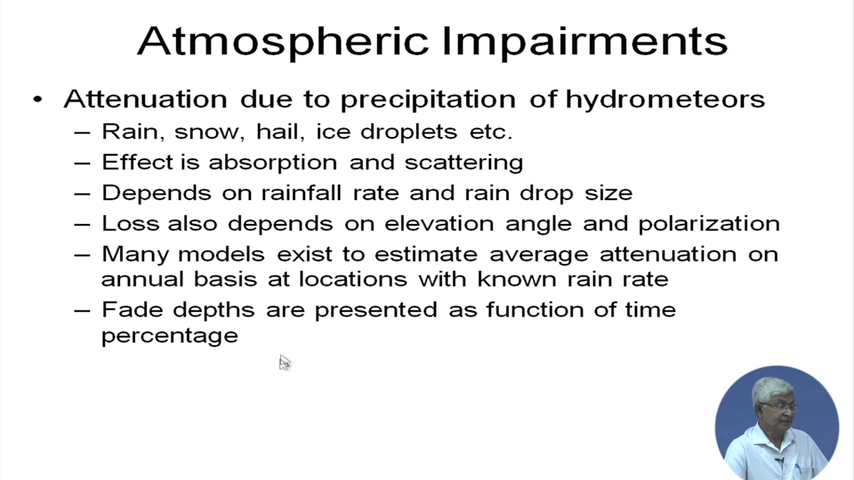 Atmospheric Impairments
• Attenuation due to precipitation of hydrometeors
– Rain, snow, hail, ice droplets etc.
– Effect is absorption and scattering
– Depends on rainfall rate and rain drop size
– Loss also depends on elevation angle and polarization
– Many models exist to estimate average attenuation on
annual basis at locations with known rain rate
– Fade depths are presented as function of time
percentage